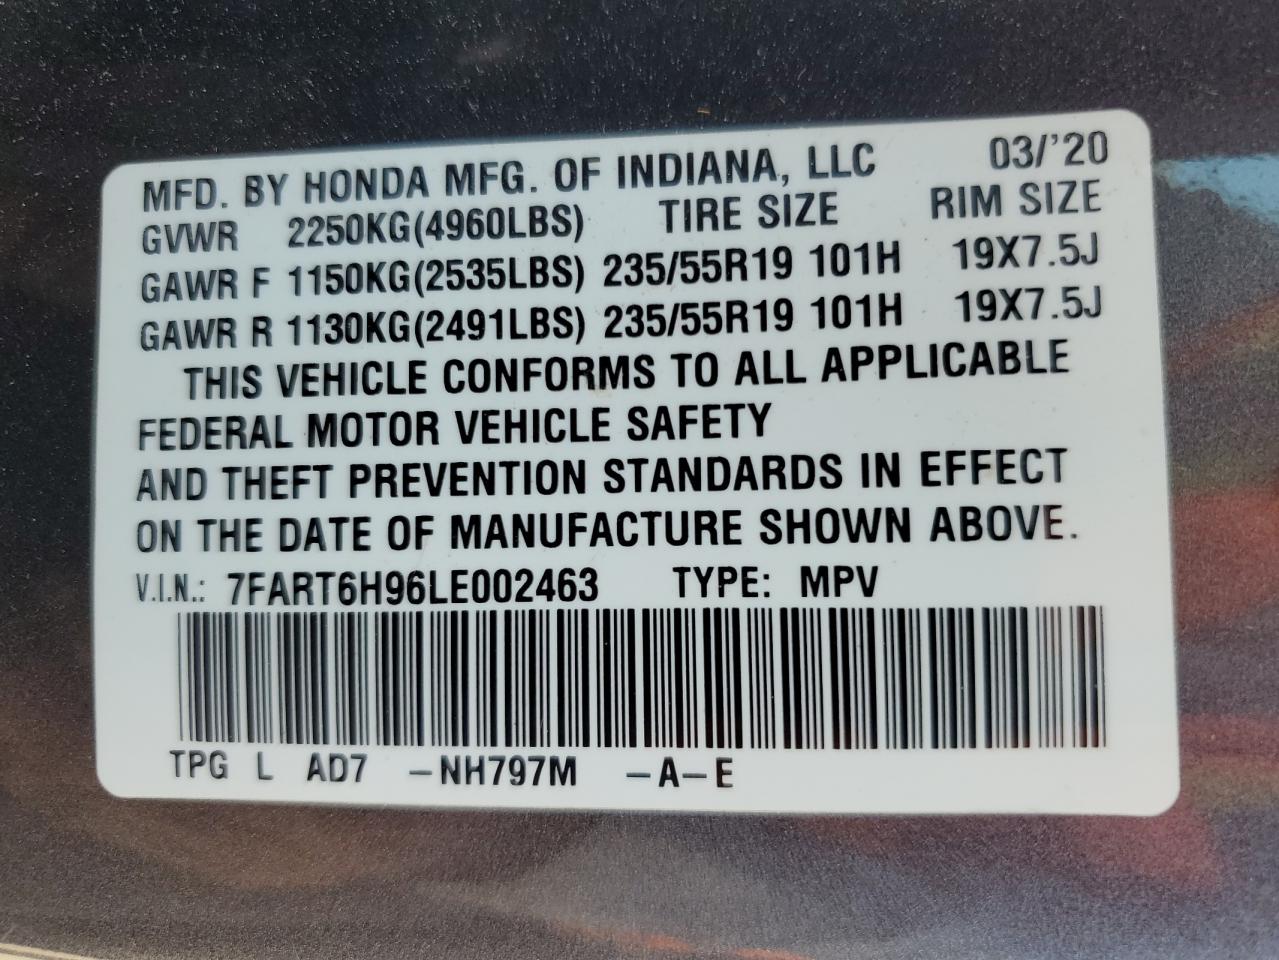 MFD. BY HONDA MFG. OF INDIANA, LLC 03/'20
GVWR 2250KG(4960LBS) TIRE SIZE RIM SIZE
GAWR F 1150KG(2535LBS) 235/55R19 101H 19X7.5J
GAWR R 1130KG(2491LBS) 235/55R19 101H 19X7.5J
THIS VEHICLE CONFORMS TO ALL APPLICABLE
FEDERAL MOTOR VEHICLE SAFETY
AND THEFT PREVENTION STANDARDS IN EFFECT
ON THE DATE OF MANUFACTURE SHOWN ABOVE.
V.I.N.: 7FART6H96LE002463 TYPE: MPV
TPG L AD7 -NH797M -A-E